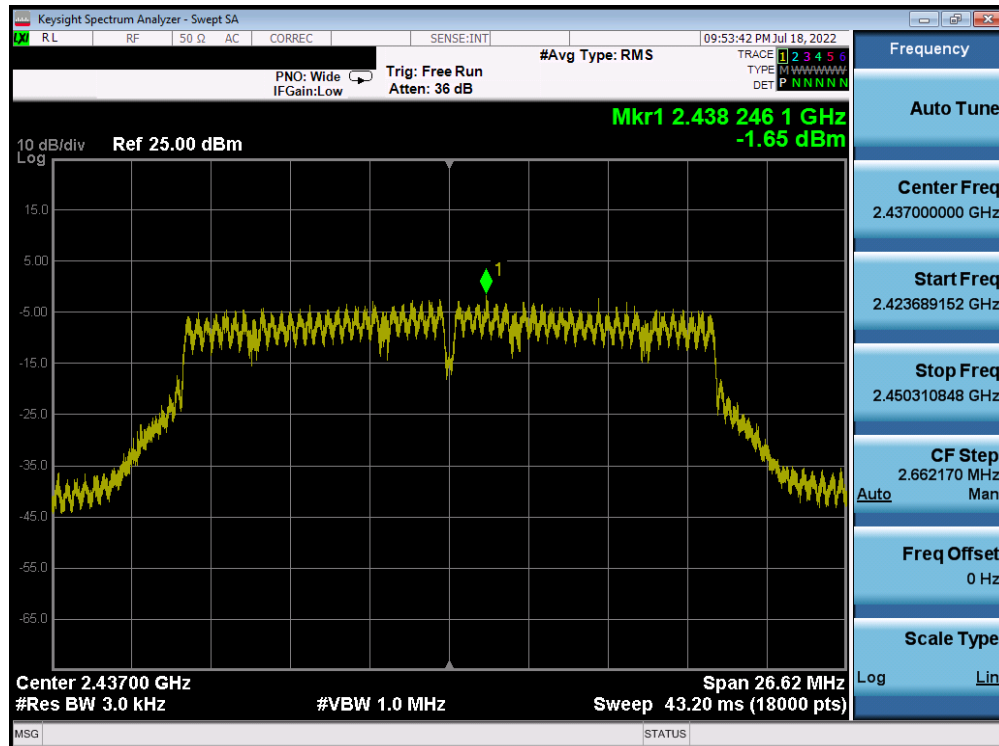 Keysight Spectrum Analyzer - Swept SA
LXI RL RF 50 Ω AC CORREC SENSE:INT 09:53:42 PM Jul 18, 2022
#Avg Type: RMS TRACE 1 2 3 4 5 6
PNO: Wide Trig: Free Run TYPE M WWWWW
IFGain:Low Atten: 36 dB DET P N N N N N
Mkr1 2.438 246 1 GHz
-1.65 dBm
10 dB/div Ref 25.00 dBm
Log
15.0
5.00
1
-5.00
-15.0
-25.0
-35.0
-45.0
-55.0
-65.0
Center 2.43700 GHz Span 26.62 MHz
#Res BW 3.0 kHz #VBW 1.0 MHz Sweep 43.20 ms (18000 pts)
MSG STATUS
Frequency
Auto Tune
Center Freq
2.437000000 GHz
Start Freq
2.423689152 GHz
Stop Freq
2.450310848 GHz
CF Step
2.662170 MHz
Auto Man
Freq Offset
0 Hz
Scale Type
Log Lin